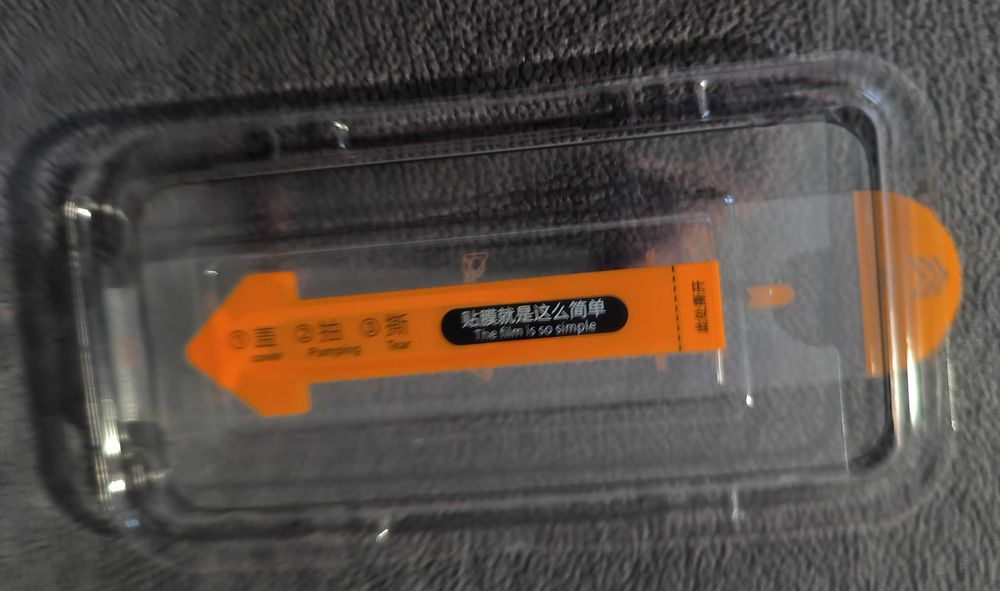 ① 盖
Cover
② 抽
Pumping
③ 撕
Tear
贴膜就是这么简单
The film is so simple